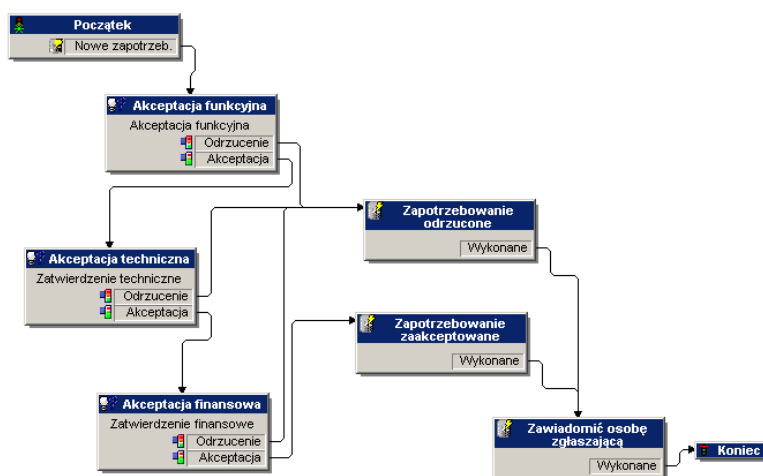 Początek
Nowe zapotrzeb.
Akceptacja funkcyjna
Akceptacja funkcyjna
Odrzucenie
Akceptacja
Zapotrzebowanie
odrzucone
Wykonane
Akceptacja techniczna
Zatwierdzenie techniczne
Odrzucenie
Akceptacja
Zapotrzebowanie
zaakceptowane
Wykonane
Akceptacja finansowa
Zatwierdzenie finansowe
Odrzucenie
Akceptacja
Zawiadomić osobę
zgłaszającą
Wykonane
Koniec